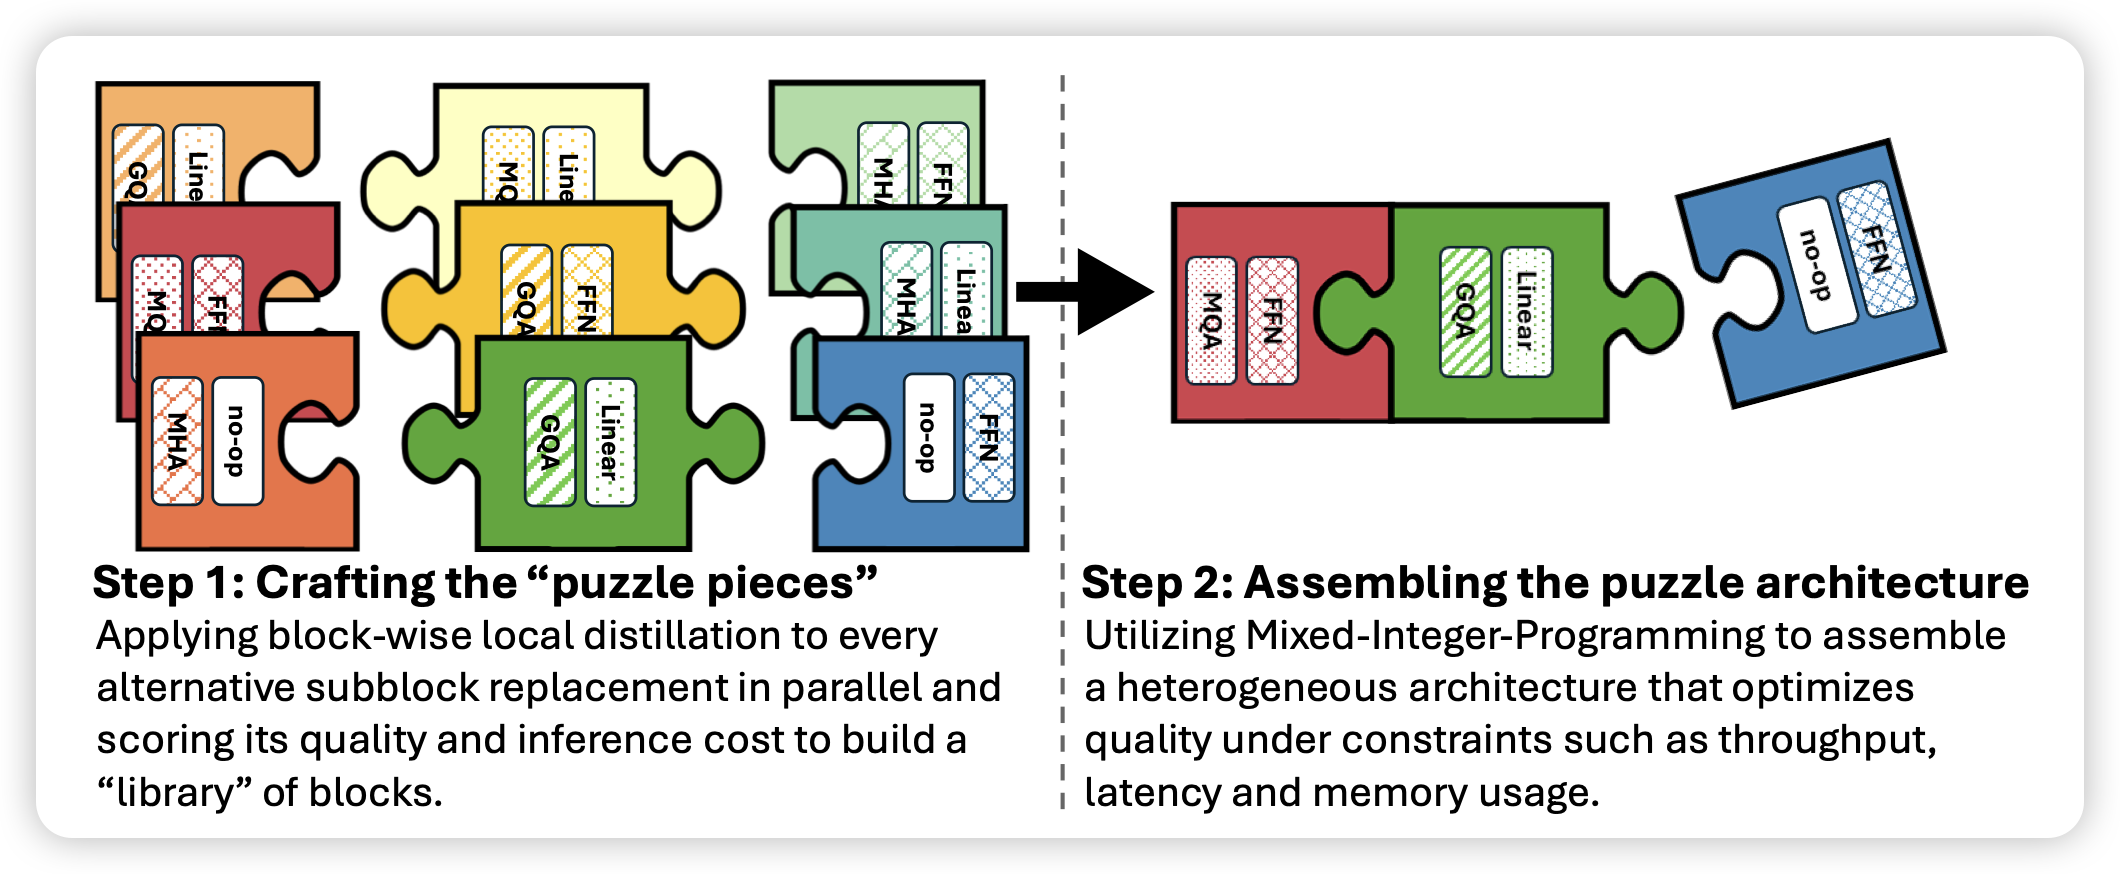 GQ
Line
MQ
Line
MHA
FFN
MQ
FF
GQA
FFN
MHA
Linea
MHA
no-op
GQA
Linear
no-op
FFN
MQA
FFN
GQA
Linear
no-op
FFN
Step 1: Crafting the “puzzle pieces”
Applying block-wise local distillation to every
alternative subblock replacement in parallel and
scoring its quality and inference cost to build a
“library” of blocks.
Step 2: Assembling the puzzle architecture
Utilizing Mixed-Integer-Programming to assemble
a heterogeneous architecture that optimizes
quality under constraints such as throughput,
latency and memory usage.